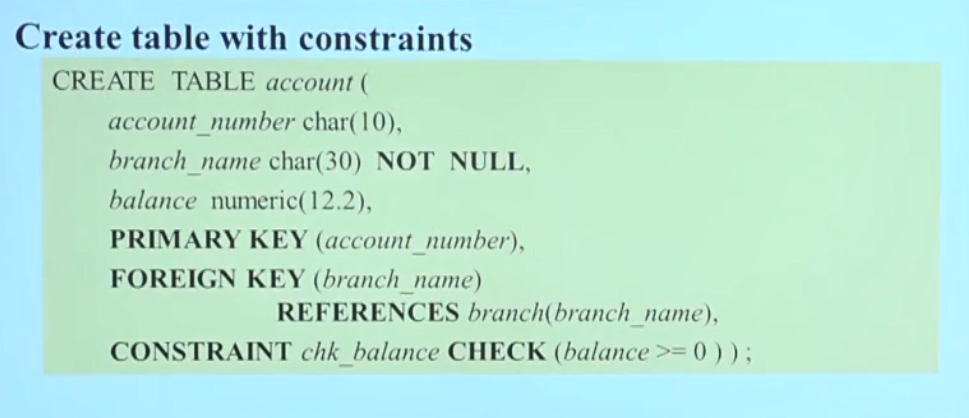 Create table with constraints
CREATE TABLE account (
account_number char(10),
branch_name char(30) NOT NULL,
balance numeric(12.2),
PRIMARY KEY (account_number),
FOREIGN KEY (branch_name)
REFERENCES branch(branch_name),
CONSTRAINT chk_balance CHECK (balance >= 0 ) ) ;